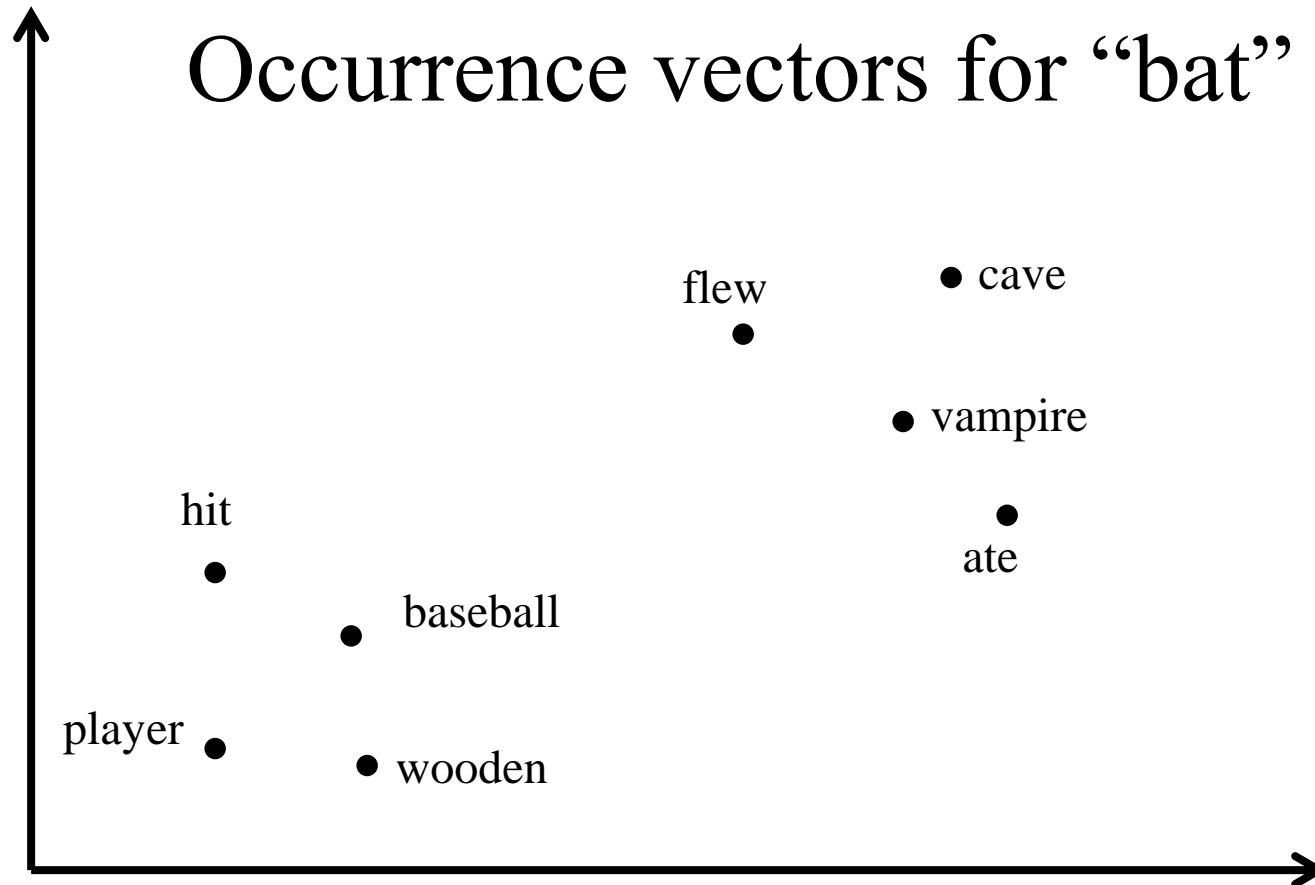 Occurrence vectors for “bat”
cave
flew
vampire
hit
ate
baseball
player
wooden